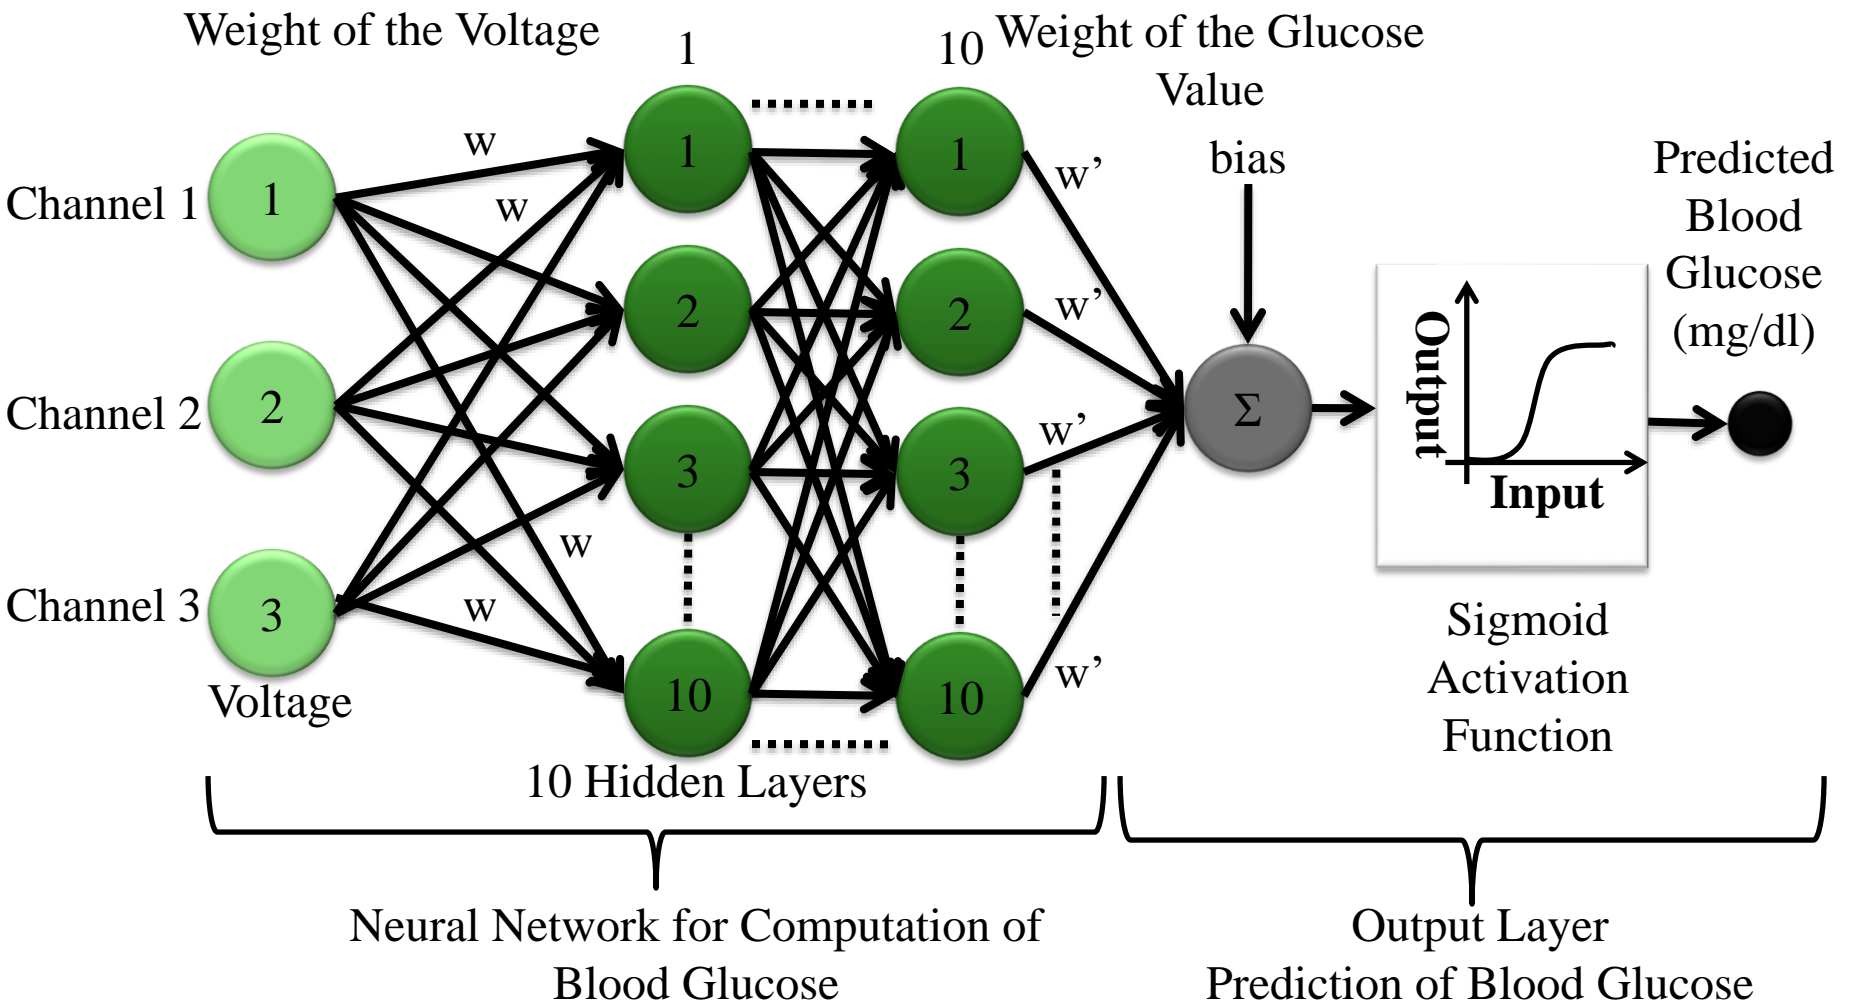 Weight of the Voltage
1
10
Weight of the Glucose
Value
bias
Predicted
Blood
Glucose
(mg/dl)
Channel 1
Channel 2
Channel 3
1
2
3
Voltage
w
w
w
w
1
2
3
10
1
2
3
10
10 Hidden Layers
w’
w’
w’
w’
Σ
Output
Input
Sigmoid
Activation
Function
Neural Network for Computation of
Blood Glucose
Output Layer
Prediction of Blood Glucose